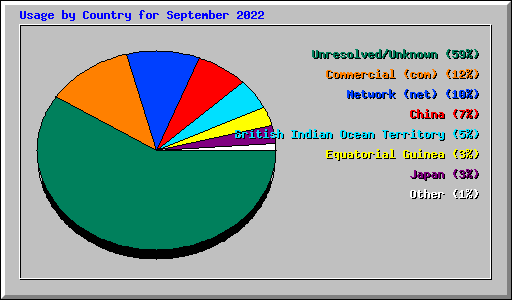 Usage by Country for September 2022
Unresolved/Unknown (59%)
Commercial (com) (12%)
Network (net) (10%)
China (7%)
British Indian Ocean Territory (5%)
Equatorial Guinea (3%)
Japan (3%)
Other (1%)